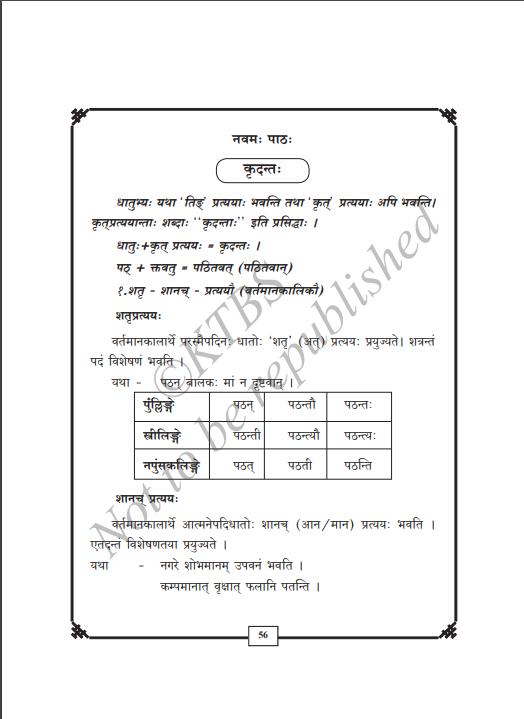 नवमः पाठः
कृदन्तः
धातुभ्यः यथा 'तिङ्' प्रत्ययाः भवन्ति तथा 'कृत्' प्रत्ययाः अपि भवन्ति।
कृत्प्रत्ययान्ताः शब्दाः ''कृदन्ताः'' इति प्रसिद्धाः ।
धातुः+कृत् प्रत्ययः = कृदन्तः ।
पठ् + क्तवतु = पठितवत् (पठितवान्)
१.शतृ - शानच् - प्रत्ययौ (वर्तमानकालिकौ)
शतृप्रत्ययः
वर्तमानकालार्थे परस्मैपदिनः धातोः 'शतृ' (अत्) प्रत्ययः प्रयुज्यते। शत्रन्तं
पदं विशेषणं भवति ।
यथा - पठन् बालकः मां न दृष्टवान् ।
पुंल्लिङ्गे पठन् पठन्तौ पठन्तः
स्त्रीलिङ्गे पठन्ती पठन्त्यौ पठन्त्यः
नपुंसकलिङ्गे पठत् पठती पठन्ति
शानच् प्रत्ययः
वर्तमानकालार्थे आत्मनेपदिधातोः शानच् (आन/मान) प्रत्ययः भवति ।
एतदन्तं विशेषणतया प्रयुज्यते ।
यथा - नगरे शोभमानम् उपवनं भवति ।
कम्पमानात् वृक्षात् फलानि पतन्ति ।
56
©KTBS
Not to be republished